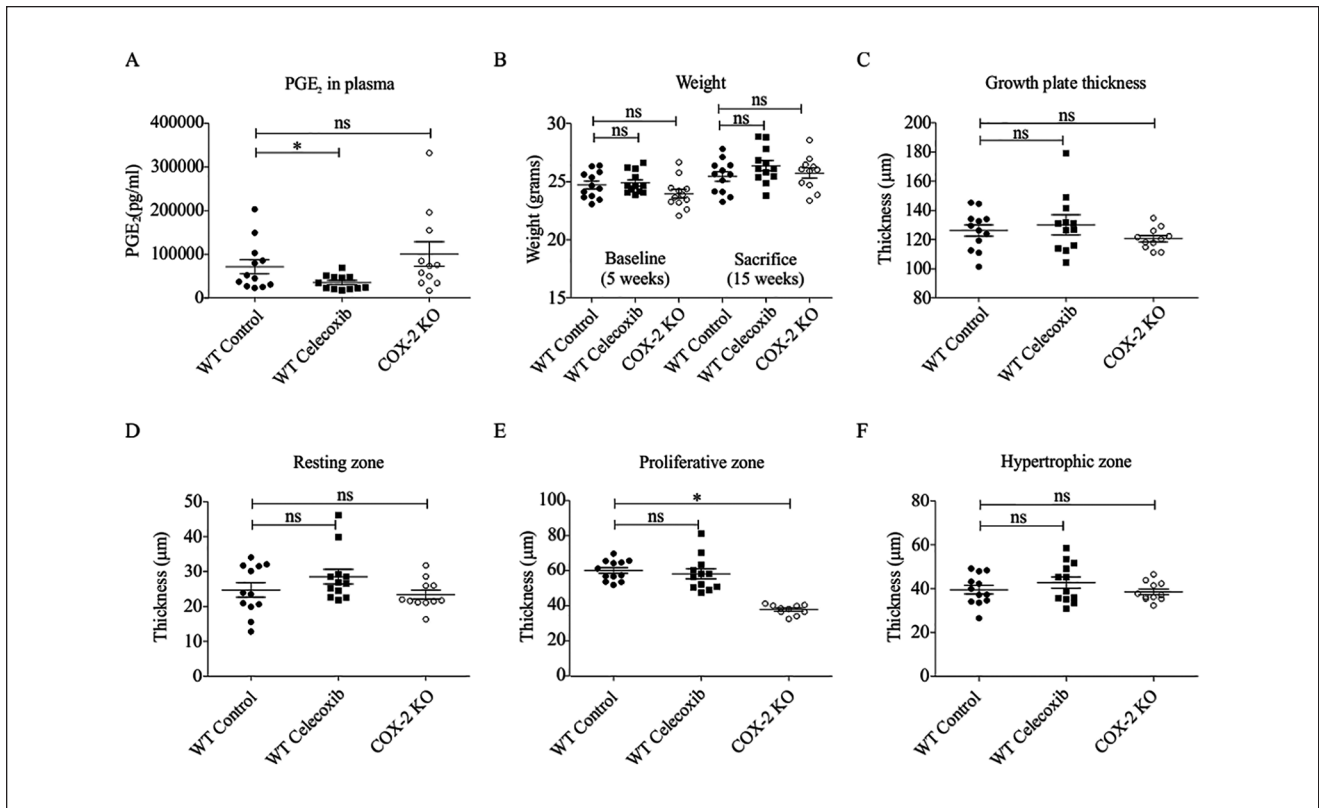 A
PGE₂ in plasma
400000
300000
200000
100000
0
PGE₂(pg/ml)
ns
*
WT Control
WT Celecoxib
COX-2 KO
B
Weight
30
25
20
15
Weight (grams)
ns
ns
ns
ns
Baseline
(5 weeks)
Sacrifice
(15 weeks)
WT Control
WT Celecoxib
COX-2 KO
WT Control
WT Celecoxib
COX-2 KO
C
Growth plate thickness
200
180
160
140
120
100
80
Thickness (µm)
ns
ns
WT Control
WT Celecoxib
COX-2 KO
D
Resting zone
50
40
30
20
10
0
Thickness (µm)
ns
ns
WT Control
WT Celecoxib
COX-2 KO
E
Proliferative zone
100
80
60
40
20
0
Thickness (µm)
*
ns
WT Control
WT Celecoxib
COX-2 KO
F
Hypertrophic zone
80
60
40
20
0
Thickness (µm)
ns
ns
WT Control
WT Celecoxib
COX-2 KO